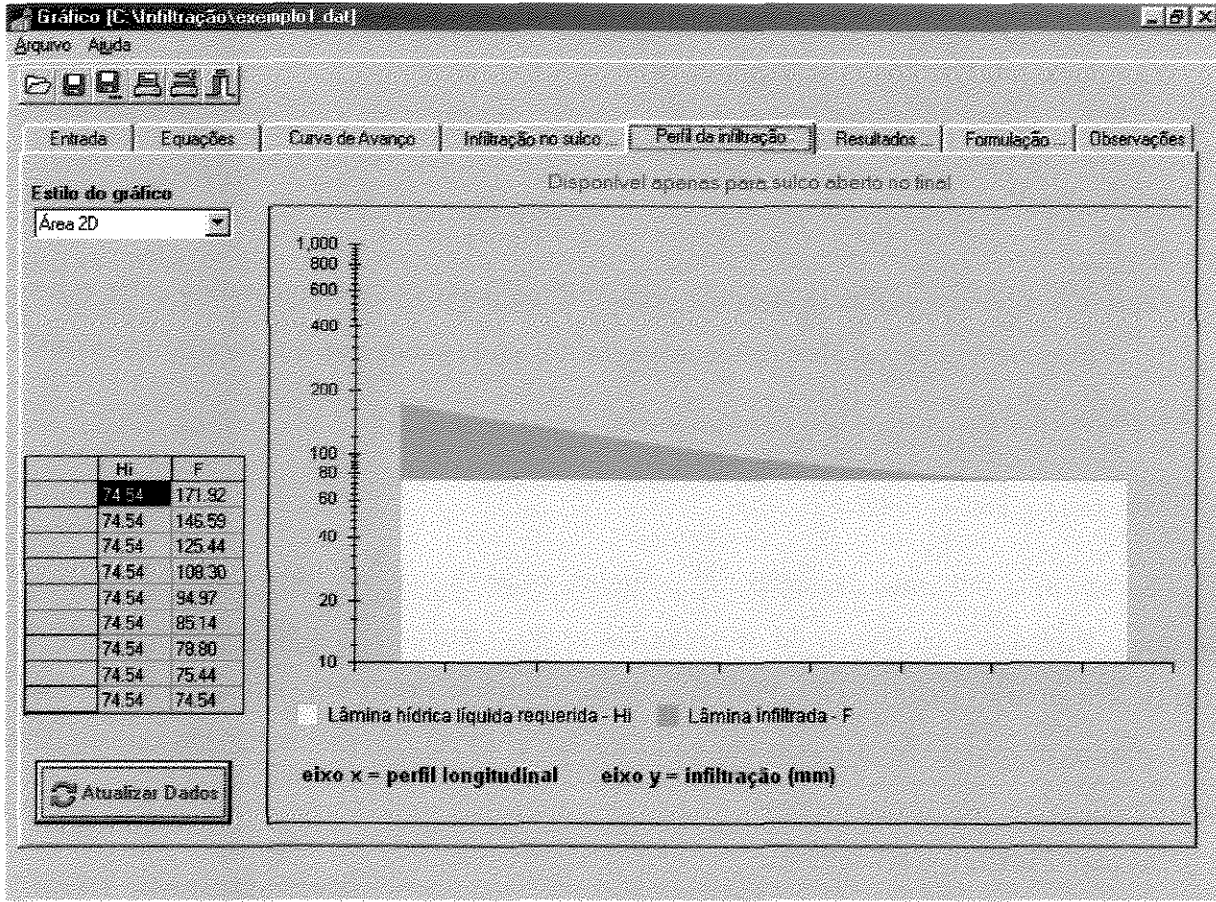 Gráfico [C:\Infiltração\exemplo1.dat]
Arquivo Ajuda
Entrada Equações Curva de Avanço Infiltração no sulco ... Perfil da infiltração Resultados ... Formulação ... Observações
Disponível apenas para sulco aberto no final
Estilo do gráfico
Área 2D
1,000
800
600
400
200
100
80
60
40
20
10
Hi F
74.54 171.92
74.54 146.59
74.54 125.44
74.54 108.30
74.54 94.97
74.54 85.14
74.54 78.80
74.54 75.44
74.54 74.54
Lâmina hídrica líquida requerida - Hi Lâmina infiltrada - F
eixo x = perfil longitudinal eixo y = infiltração (mm)
Atualizar Dados